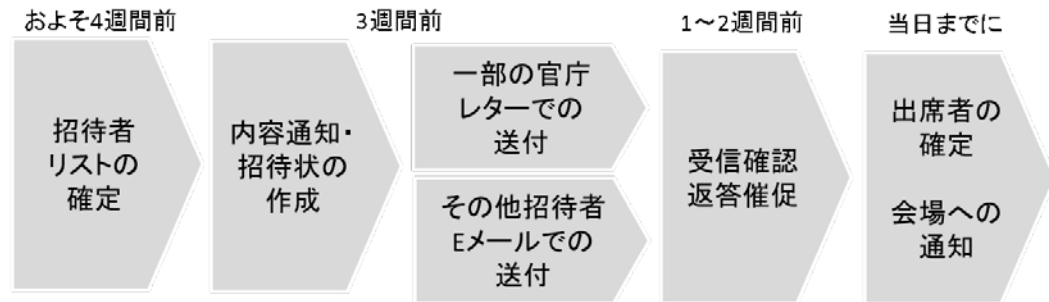 およそ4週間前
3週間前
1～2週間前
当日までに
招待者
リストの
確定
内容通知・
招待状の
作成
一部の官庁
レターでの
送付
その他招待者
Eメールでの
送付
受信確認
返答催促
出席者の
確定
会場への
通知